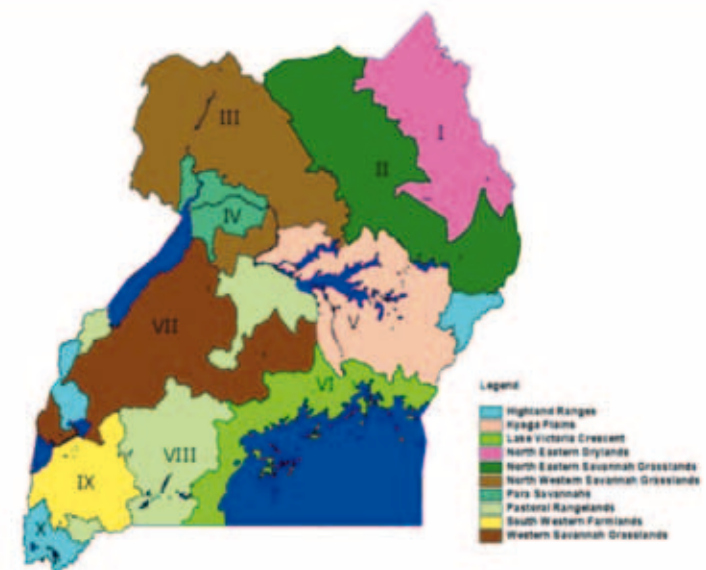 I
II
III
IV
V
VI
VII
VIII
IX
X
Legend
Highland Ranges
Kyoga Plains
Lake Victoria Crescent
North Eastern Drylands
North Eastern Savannah Grasslands
North Western Savannah Grasslands
Para Savannahs
Pastoral Rangelands
South Western Farmlands
Western Savannah Grasslands